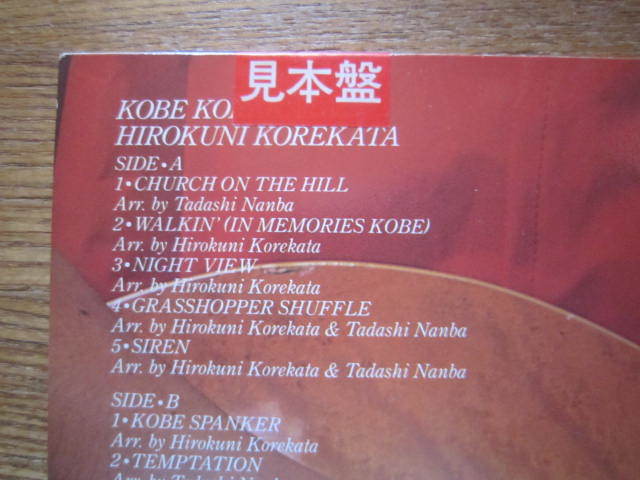 見本盤
KOBE KO
HIROKUNI KOREKATA
SIDE•A
1•CHURCH ON THE HILL
Arr. by Tadashi Nanba
2•WALKIN' (IN MEMORIES KOBE)
Arr. by Hirokuni Korekata
3•NIGHT VIEW
Arr. by Hirokuni Korekata
4•GRASSHOPPER SHUFFLE
Arr. by Hirokuni Korekata & Tadashi Nanba
5•SIREN
Arr. by Hirokuni Korekata & Tadashi Nanba
SIDE•B
1•KOBE SPANKER
Arr. by Hirokuni Korekata
2•TEMPTATION
Arr. by Tadashi